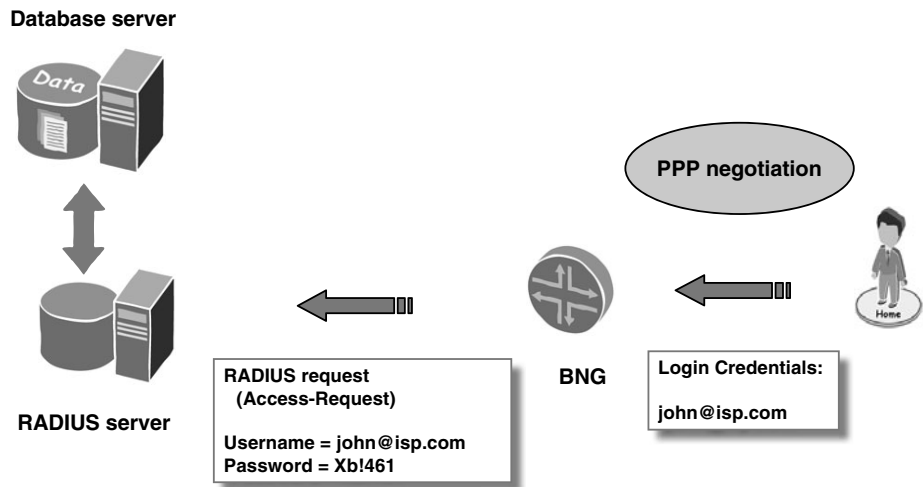 Database server
Data
PPP negotiation
Home
RADIUS server
RADIUS request
(Access-Request)
Username = john@isp.com
Password = Xb!461
BNG
Login Credentials:
john@isp.com